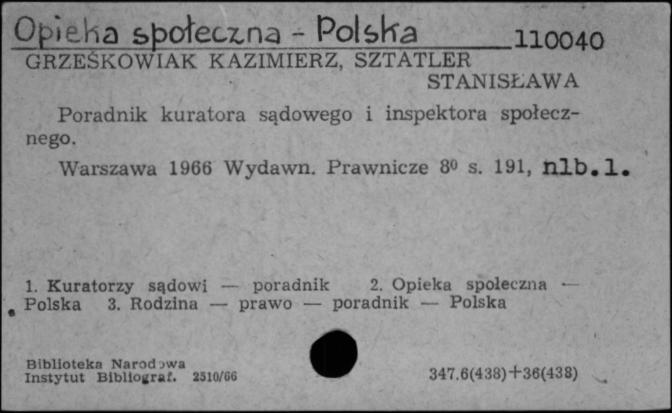 Opieka społeczna - Polska 110040
GRZEŚKOWIAK KAZIMIERZ, SZTATLER
STANISŁAWA
Poradnik kuratora sądowego i inspektora społecz-
nego.
Warszawa 1966 Wydawn. Prawnicze 8⁰ s. 191, nlb.1.
1. Kuratorzy sądowi — poradnik 2. Opieka społeczna —
Polska 3. Rodzina — prawo — poradnik — Polska
Biblioteka Narodowa
Instytut Bibliograf. 2510/66 347.6(438)+36(438)